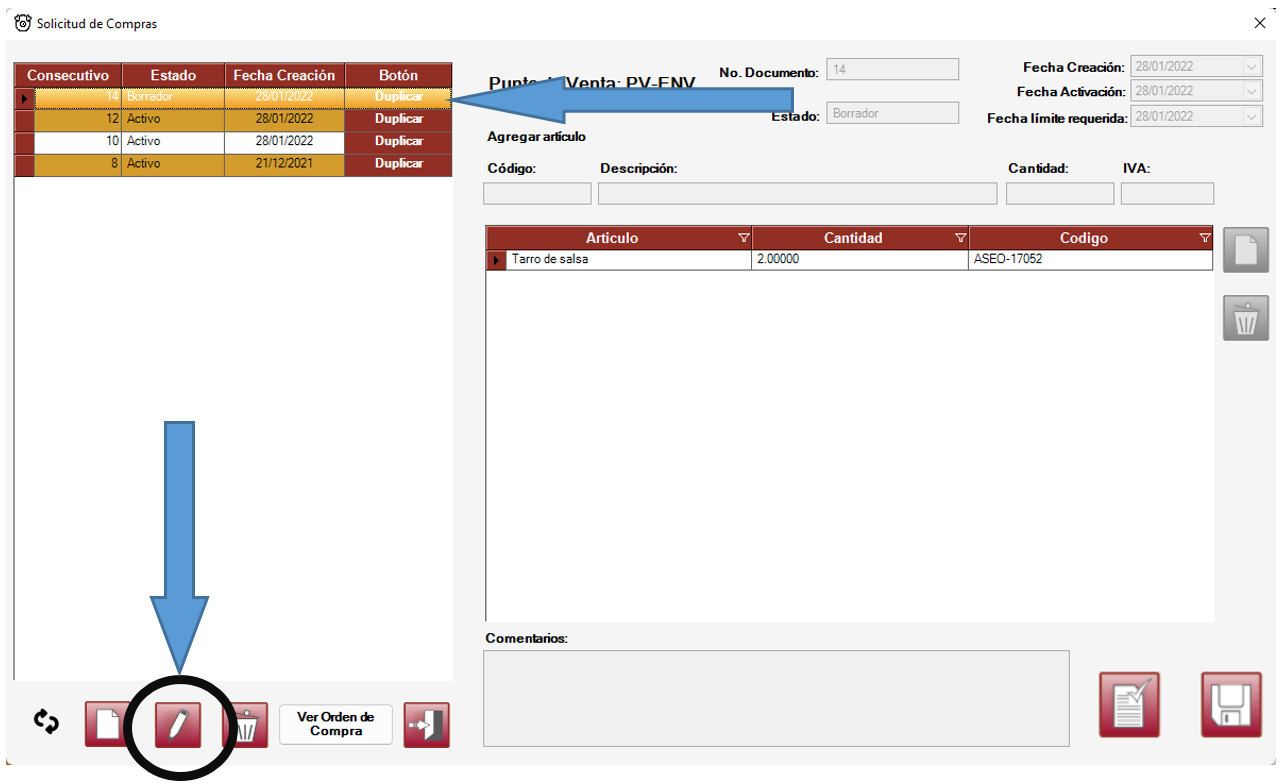 Solicitud de Compras
Consecutivo Estado Fecha Creación Botón
14 Borrador 28/01/2022 Duplicar
12 Activo 28/01/2022 Duplicar
10 Activo 28/01/2022 Duplicar
8 Activo 21/12/2021 Duplicar
Venta: PV-ENV
No. Documento: 14
Estado: Borrador
Fecha Creación: 28/01/2022
Fecha Activación: 28/01/2022
Fecha límite requerida: 28/01/2022
Agregar artículo
Código: Descripción: Cantidad: IVA:
Articulo Cantidad Codigo
Tarro de salsa 2.00000 ASEO-17052
Comentarios:
Ver Orden de
Compra